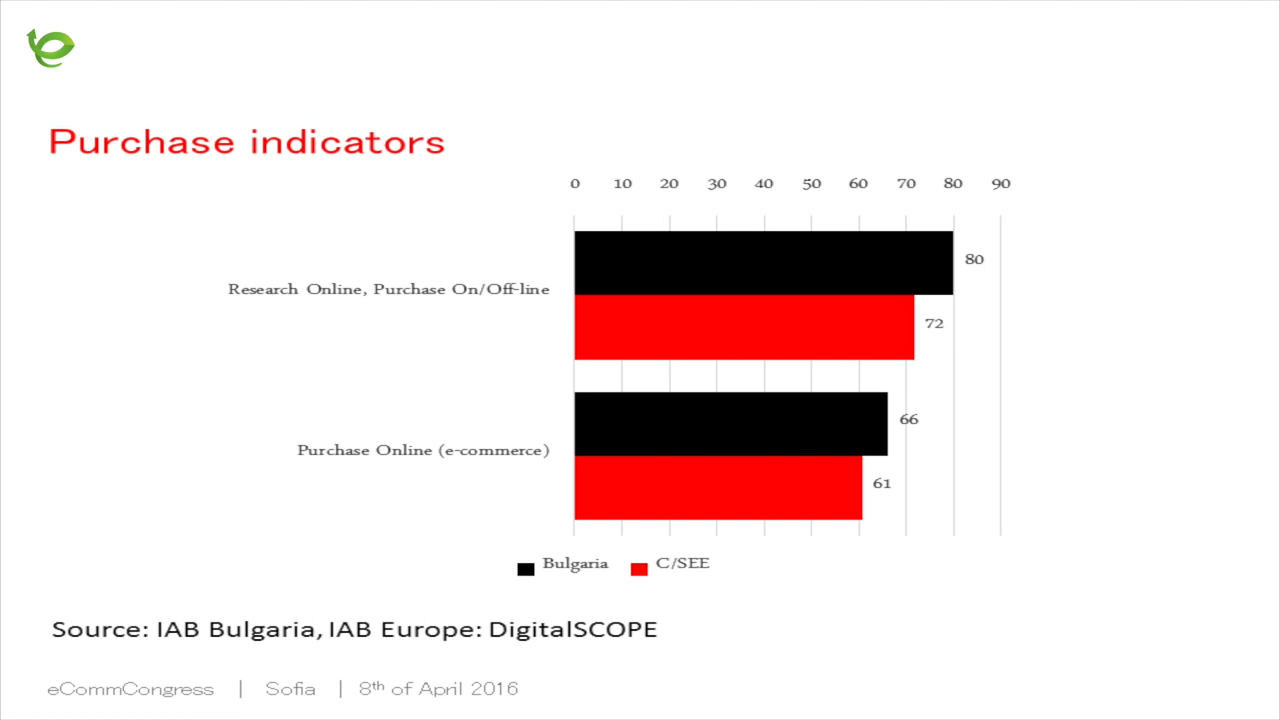 Purchase indicators
0 10 20 30 40 50 60 70 80 90
80
Research Online, Purchase On/Off-line
72
66
Purchase Online (e-commerce)
61
Bulgaria C/SEE
Source: IAB Bulgaria, IAB Europe: DigitalSCOPE
eCommCongress | Sofia | 8th of April 2016